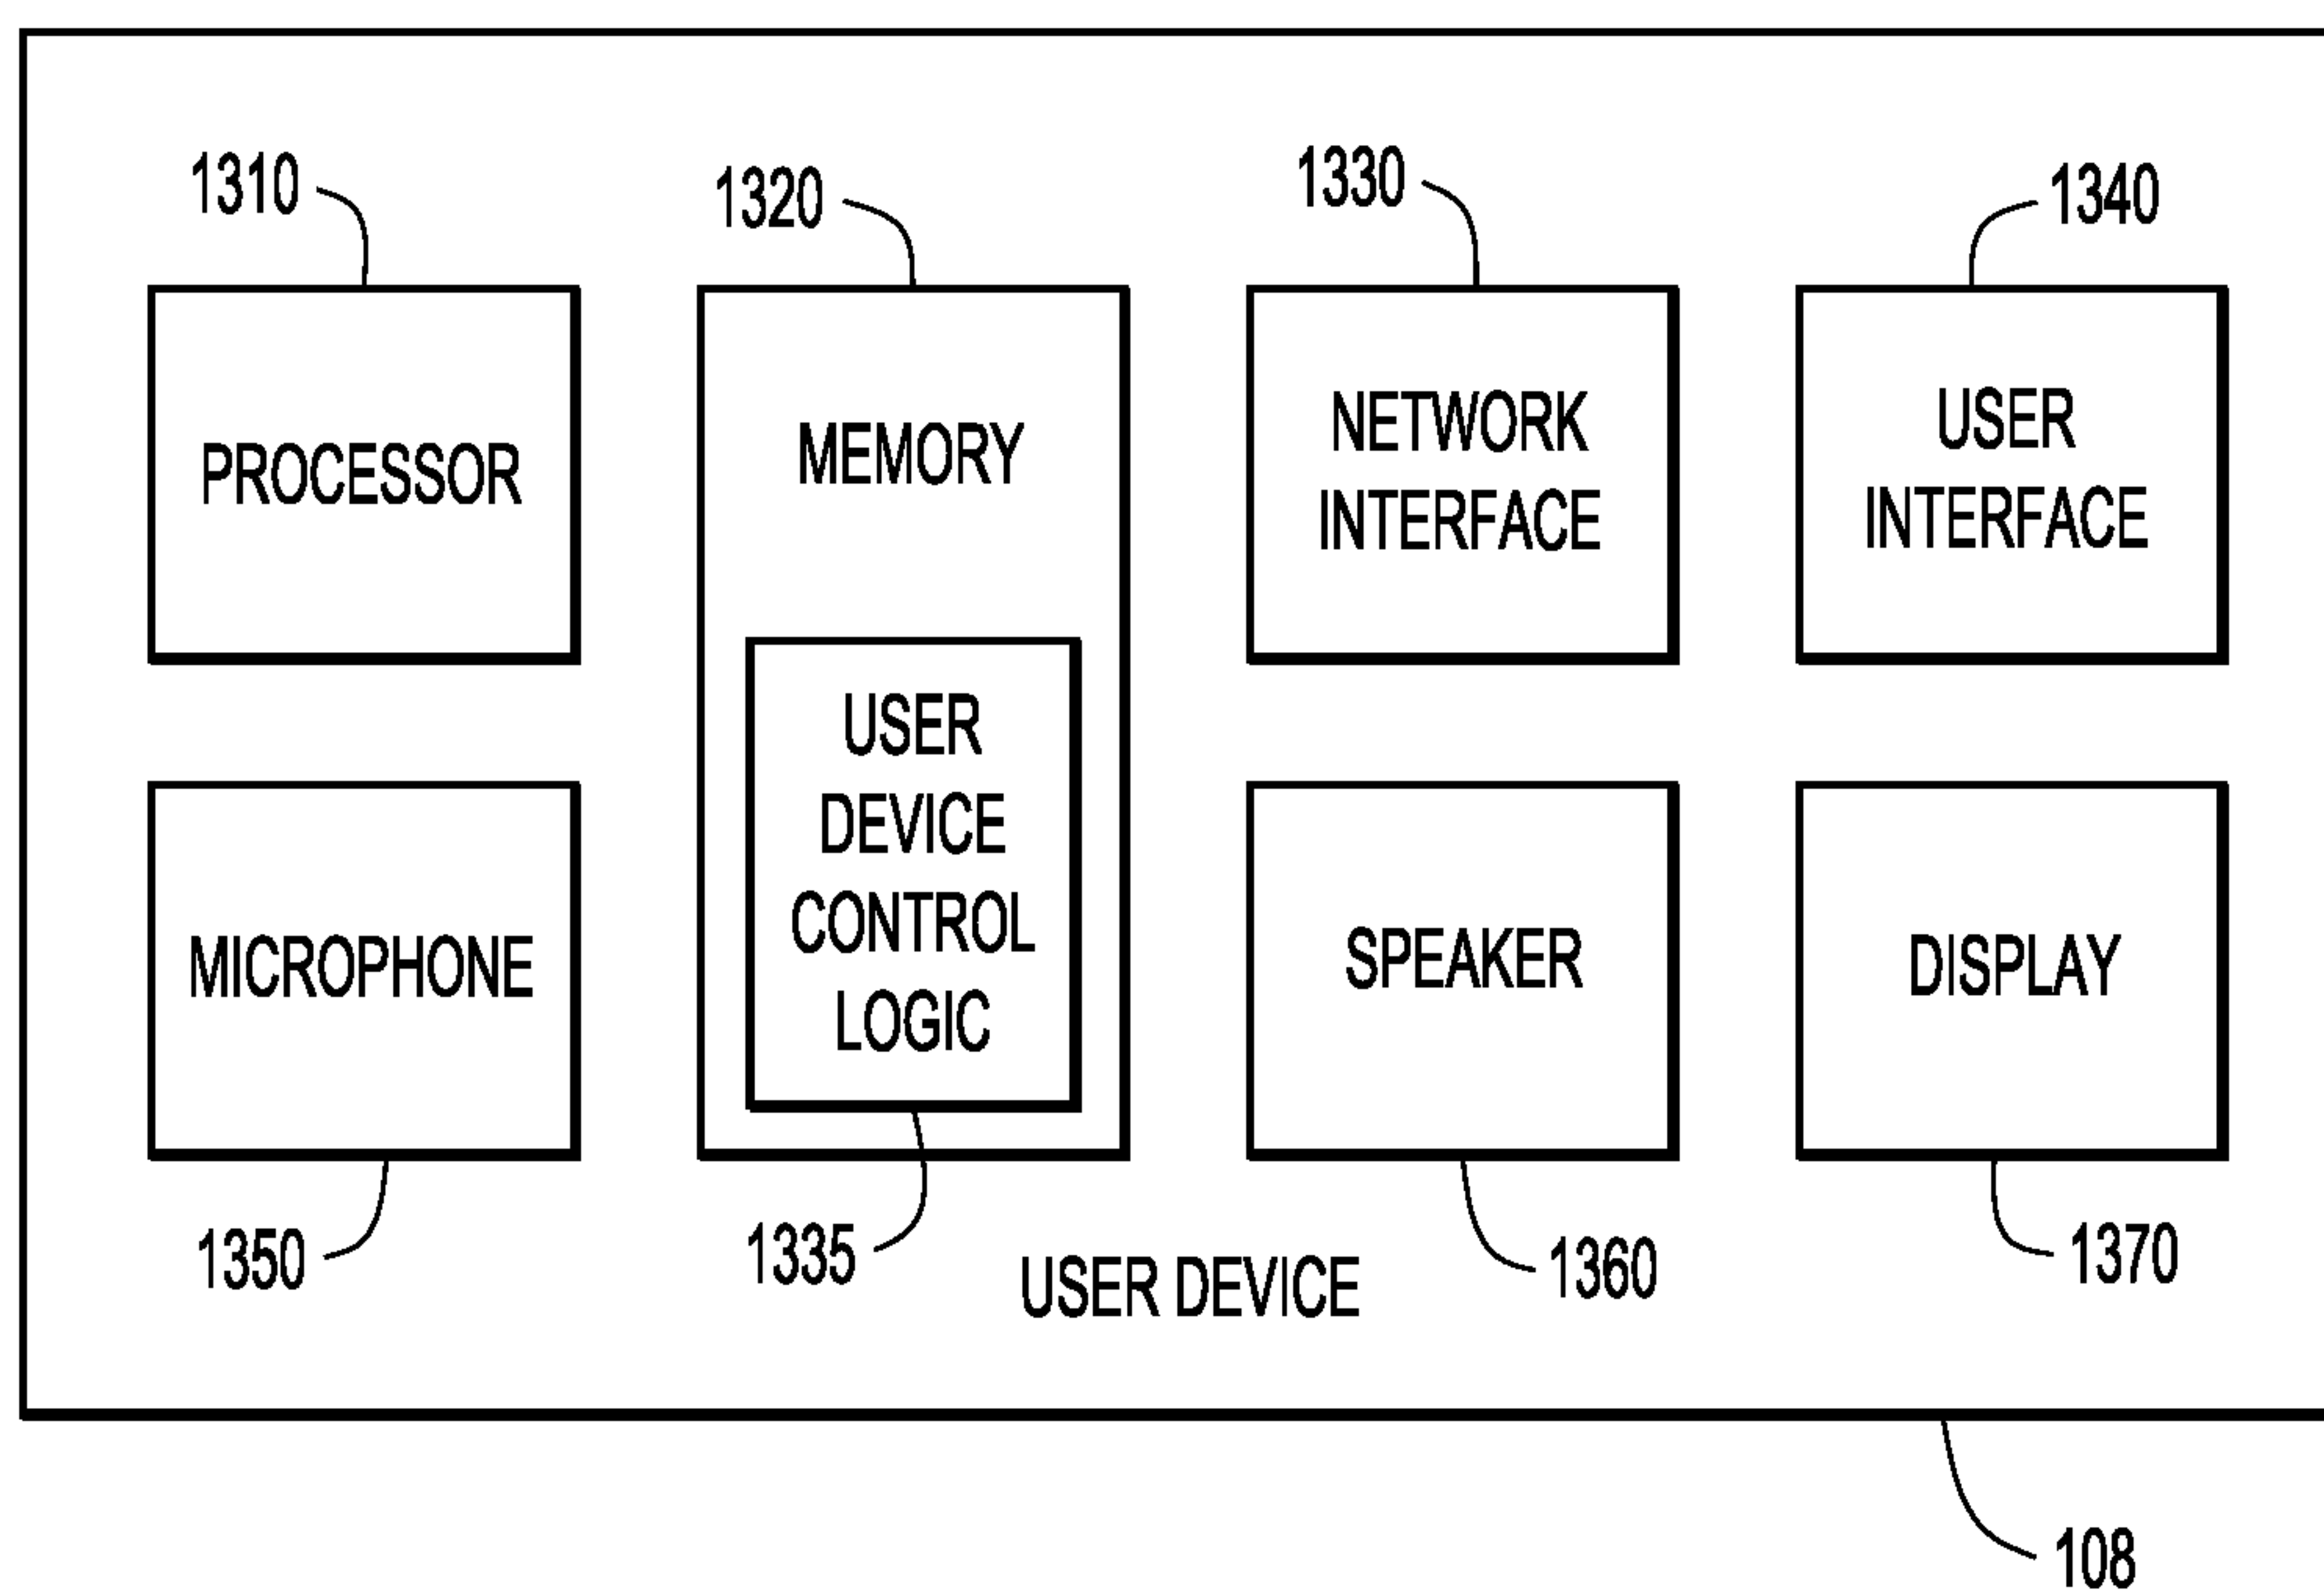 1310
1320
1330
1340
PROCESSOR
MEMORY
NETWORK
INTERFACE
USER
INTERFACE
USER
DEVICE
CONTROL
LOGIC
MICROPHONE
SPEAKER
DISPLAY
1350
1335
USER DEVICE
1360
1370
108